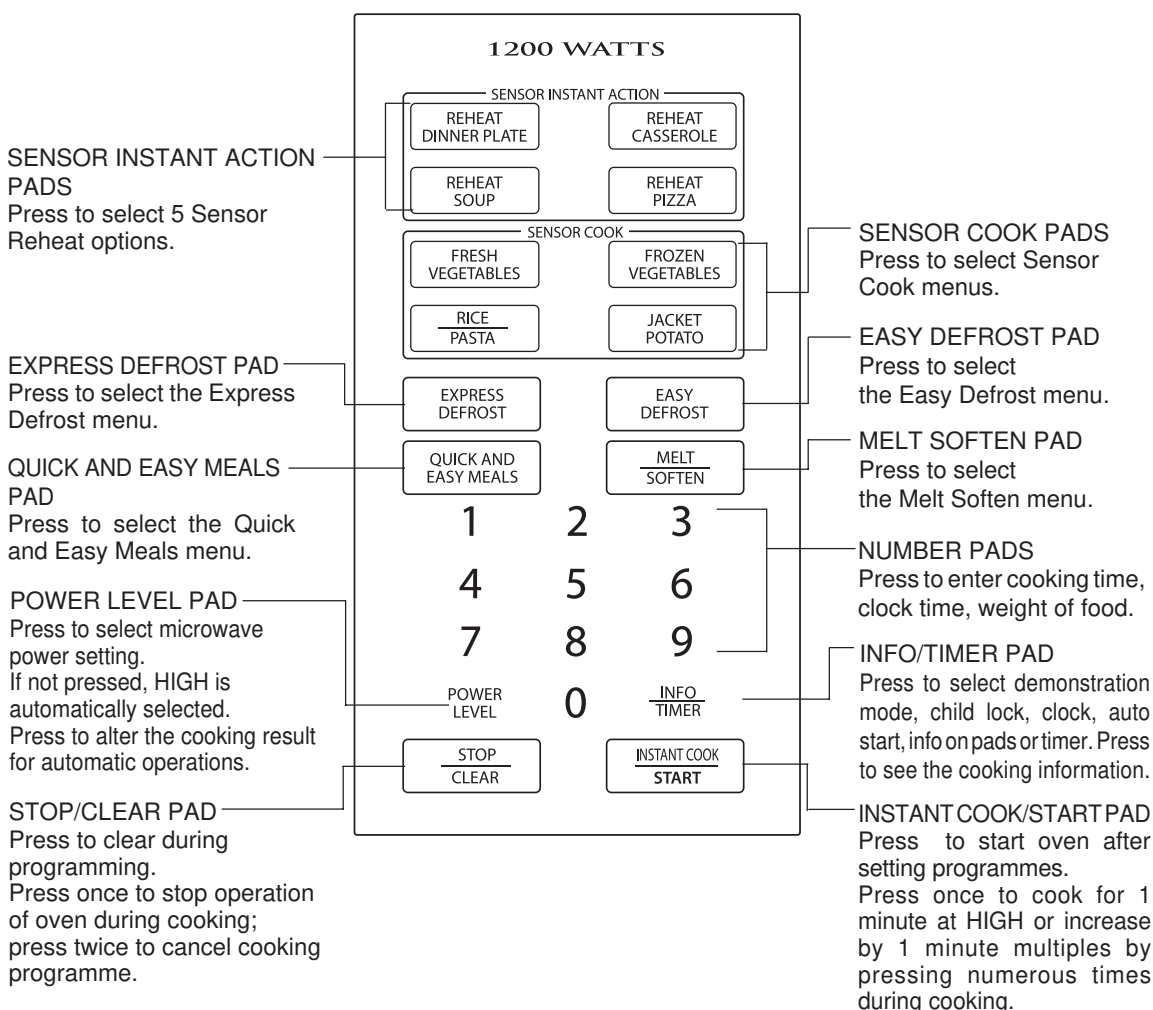 1200 WATTS
SENSOR INSTANT ACTION
REHEAT
DINNER PLATE
REHEAT
CASSEROLE
REHEAT
SOUP
REHEAT
PIZZA
SENSOR COOK
FRESH
VEGETABLES
FROZEN
VEGETABLES
RICE
PASTA
JACKET
POTATO
EXPRESS
DEFROST
EASY
DEFROST
QUICK AND
EASY MEALS
MELT
SOFTEN
1 2 3
4 5 6
7 8 9
POWER
LEVEL
0
INFO
TIMER
STOP
CLEAR
INSTANT COOK
START
SENSOR INSTANT ACTION
PADS
Press to select 5 Sensor
Reheat options.
EXPRESS DEFROST PAD
Press to select the Express
Defrost menu.
QUICK AND EASY MEALS
PAD
Press to select the Quick
and Easy Meals menu.
POWER LEVEL PAD
Press to select microwave
power setting.
If not pressed, HIGH is
automatically selected.
Press to alter the cooking result
for automatic operations.
STOP/CLEAR PAD
Press to clear during
programming.
Press once to stop operation
of oven during cooking;
press twice to cancel cooking
programme.
SENSOR COOK PADS
Press to select Sensor
Cook menus.
EASY DEFROST PAD
Press to select
the Easy Defrost menu.
MELT SOFTEN PAD
Press to select
the Melt Soften menu.
NUMBER PADS
Press to enter cooking time,
clock time, weight of food.
INFO/TIMER PAD
Press to select demonstration
mode, child lock, clock, auto
start, info on pads or timer. Press
to see the cooking information.
INSTANT COOK/START PAD
Press to start oven after
setting programmes.
Press once to cook for 1
minute at HIGH or increase
by 1 minute multiples by
pressing numerous times
during cooking.